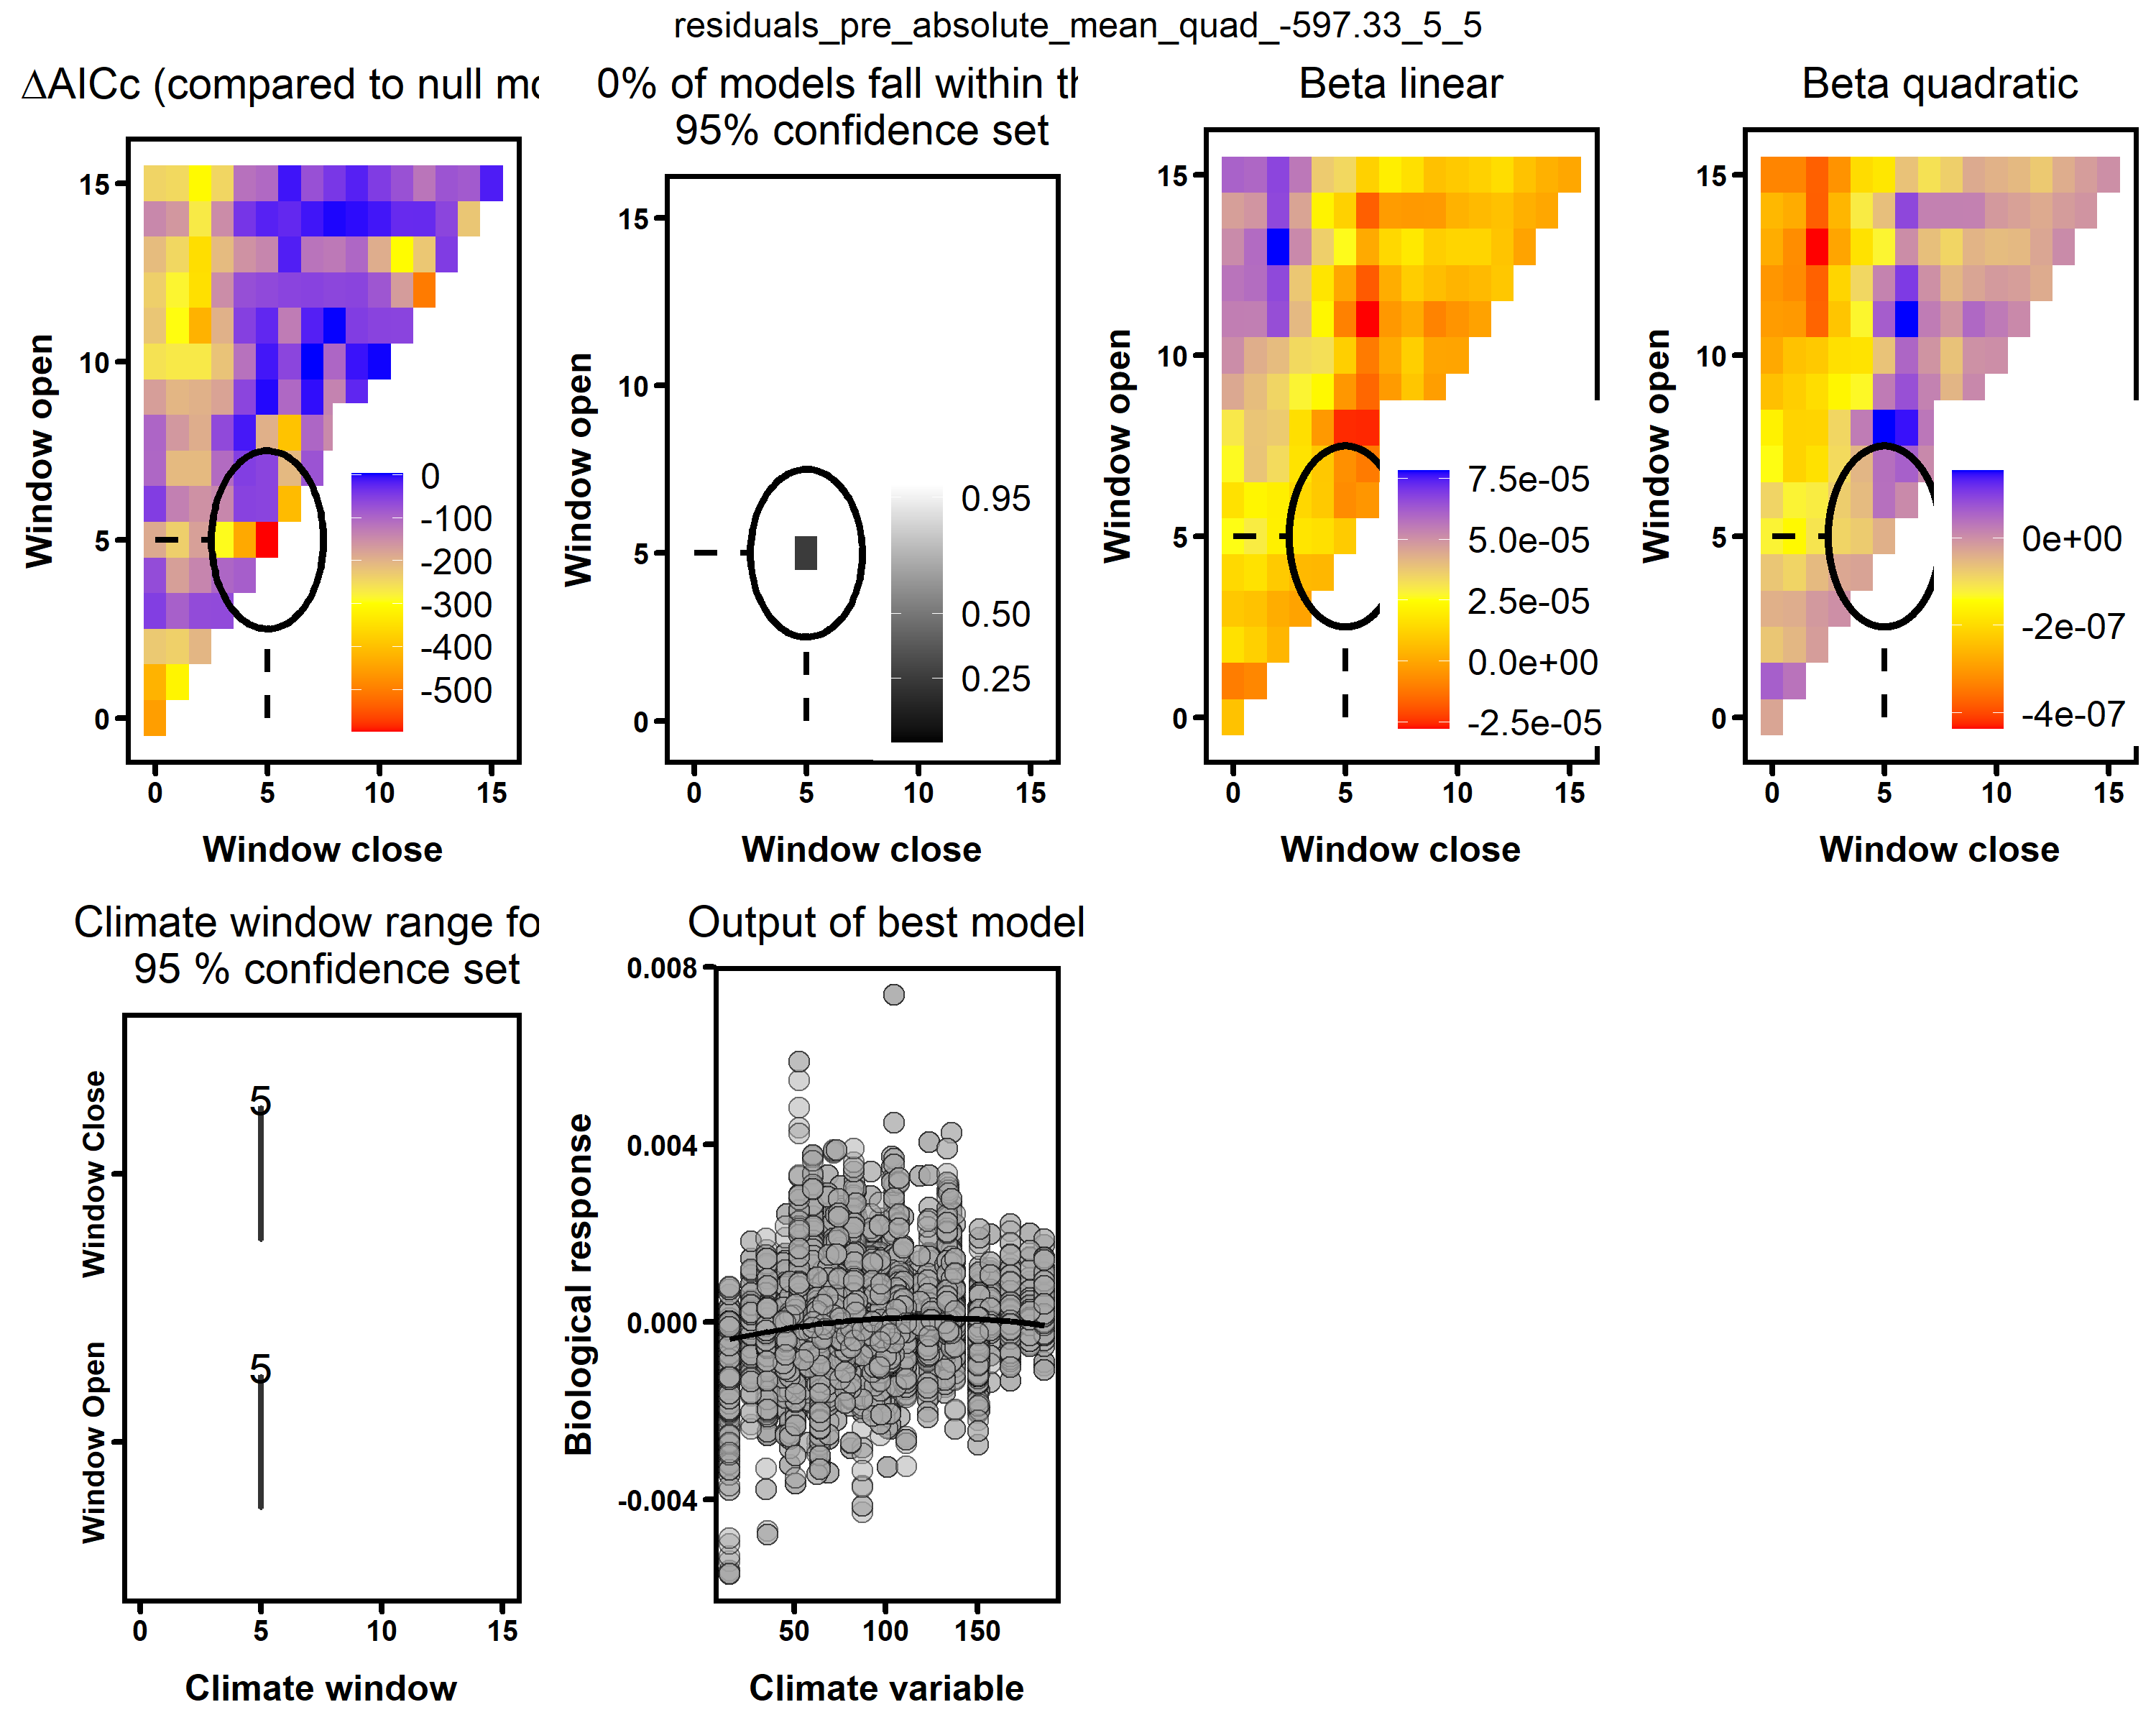 residuals_pre_absolute_mean_quad_-597.33_5_5
ΔAICc (compared to null mo
15
10
5
0
Window open
0
-100
-200
-300
-400
-500
0 5 10 15
Window close
0% of models fall within th
95% confidence set
15
10
5
0
Window open
0.95
0.50
0.25
0 5 10 15
Window close
Beta linear
15
10
5
0
Window open
7.5e-05
5.0e-05
2.5e-05
0.0e+00
-2.5e-05
0 5 10 15
Window close
Beta quadratic
15
10
5
0
Window open
0e+00
-2e-07
-4e-07
0 5 10 15
Window close
Climate window range fo
95 % confidence set
Window Close
5
Window Open
5
0 5 10 15
Climate window
Output of best model
0.008
0.004
0.000
-0.004
Biological response
50 100 150
Climate variable